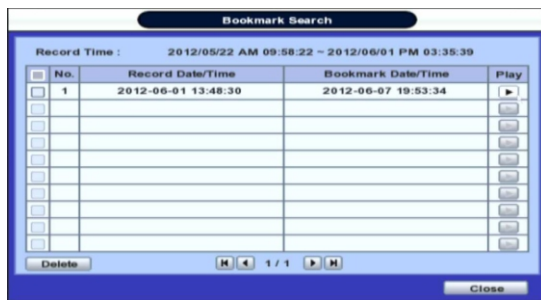 Bookmark Search
Record Time : 2012/05/22 AM 09:58:22 ~ 2012/06/01 PM 03:35:39
No. Record Date/Time Bookmark Date/Time Play
1 2012-06-01 13:48:30 2012-06-07 19:53:34
Delete 1 / 1
Close